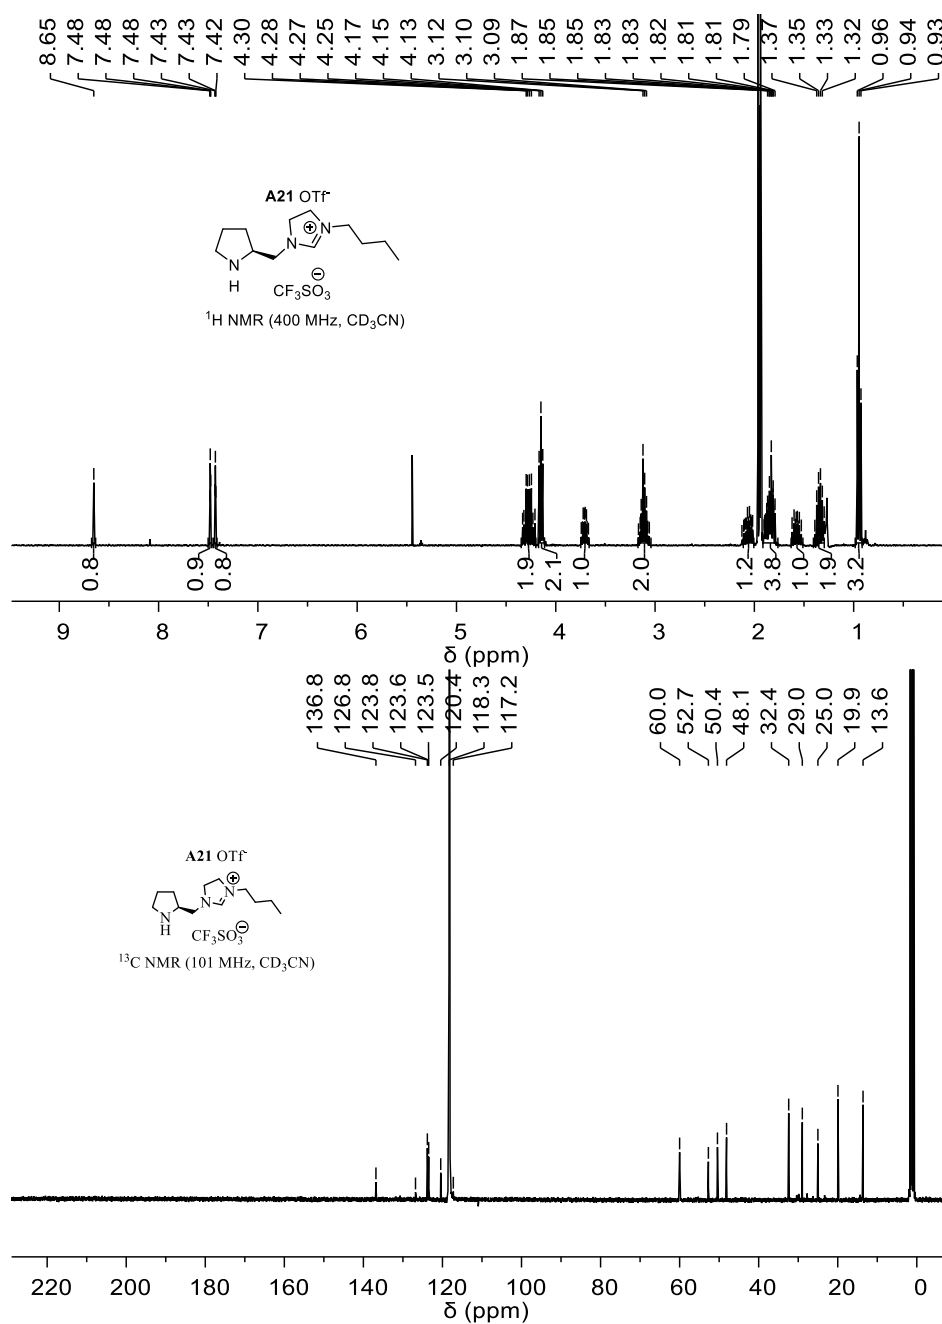 8.65 7.48 7.48 7.43 7.43 7.42 4.30 4.28 4.27 4.25 4.17 4.15 4.13 3.12 3.10 3.09 1.87 1.85 1.85 1.83 1.83 1.82 1.81 1.81 1.79 1.37 1.35 1.33 1.32 0.96 0.94 0.93
A21 OTf-
N
⊕
N
N
H
⊖
CF3SO3
1H NMR (400 MHz, CD3CN)
0.8 0.9 0.8 1.9 2.1 1.0 2.0 1.2 3.8 1.0 1.9 3.2
9 8 7 6 5 4 3 2 1
δ (ppm)
136.8 126.8 123.8 123.6 123.5 120.4 118.3 117.2 60.0 52.7 50.4 48.1 32.4 29.0 25.0 19.9 13.6
A21 OTf-
⊕
N
N
N
H
⊖
CF3SO3
13C NMR (101 MHz, CD3CN)
220 200 180 160 140 120 100 80 60 40 20 0
δ (ppm)